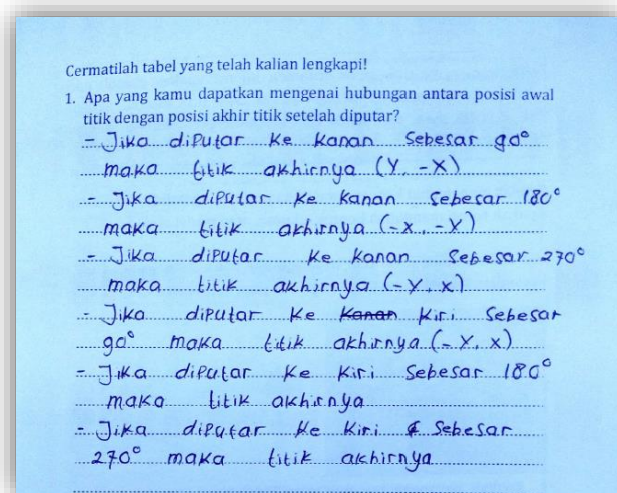 Cermatilah tabel yang telah kalian lengkapi!
1. Apa yang kamu dapatkan mengenai hubungan antara posisi awal
titik dengan posisi akhir titik setelah diputar?
- Jika diputar ke kanan sebesar 90°
maka titik akhirnya (Y, -X)
- Jika diputar ke kanan sebesar 180°
maka titik akhirnya (-x, -y)
- Jika diputar ke kanan sebesar 270°
maka titik akhirnya (-y, x)
- Jika diputar ke kanan kiri sebesar
90° maka titik akhirnya (-y, x)
- Jika diputar ke kiri sebesar 180°
maka titik akhirnya
- Jika diputar ke kiri sebesar
270° maka titik akhirnya